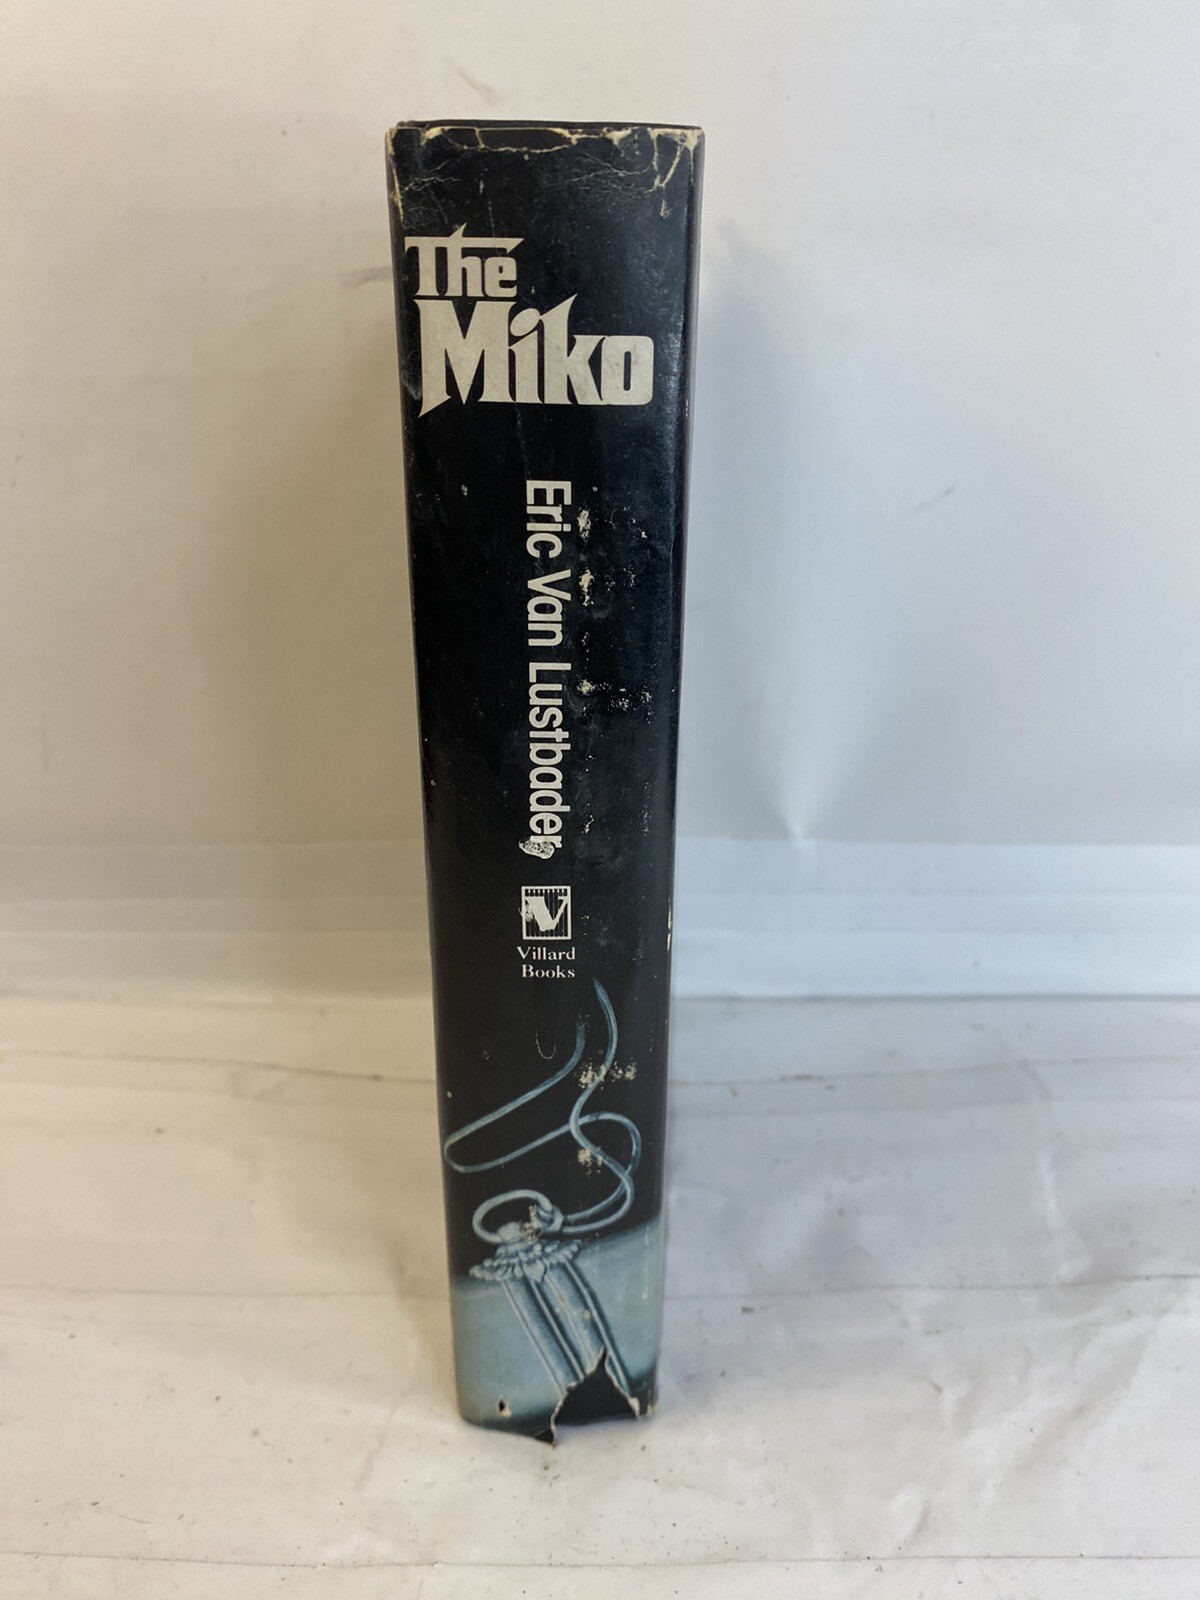 The
Miko
Eric Van Lustbader
V
Villard
Books